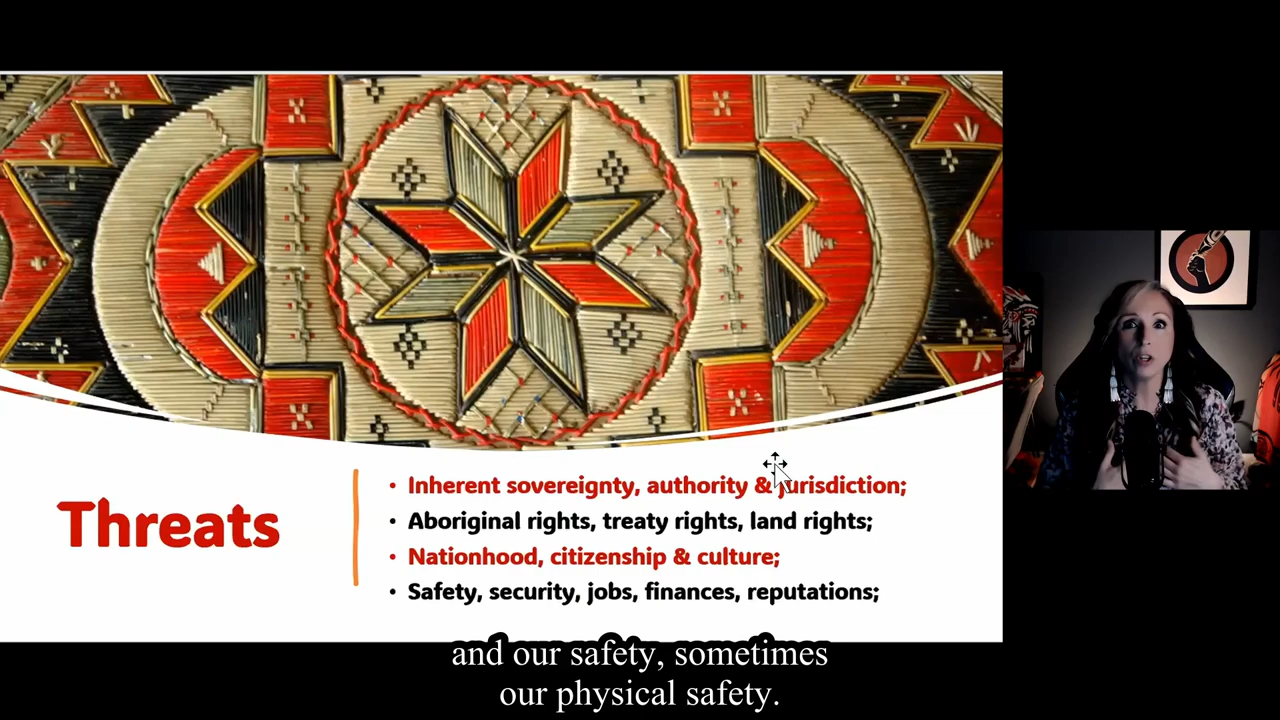 Threats
• Inherent sovereignty, authority & jurisdiction;
• Aboriginal rights, treaty rights, land rights;
• Nationhood, citizenship & culture;
• Safety, security, jobs, finances, reputations;
and our safety, sometimes
our physical safety.